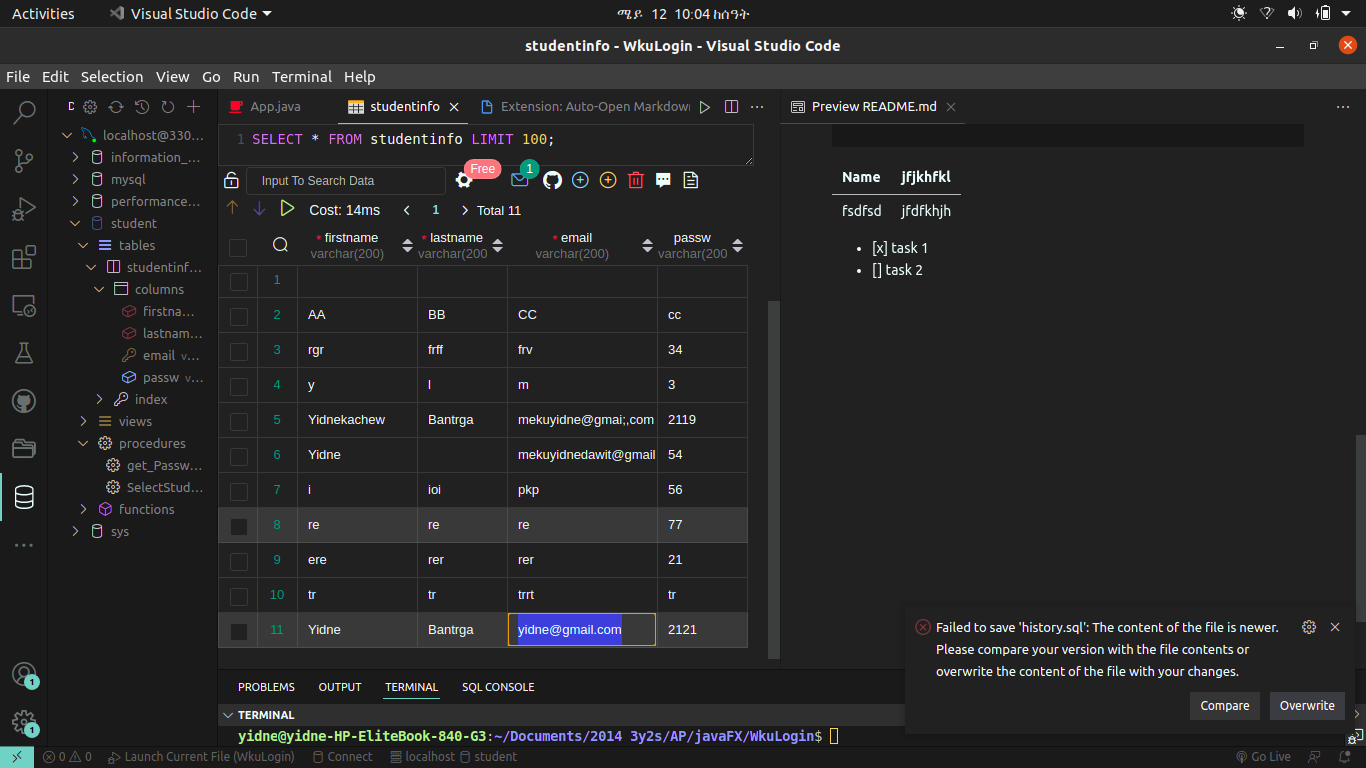 Activities Visual Studio Code ሜይ 12 10:04 ከሰዓት
studentinfo - WkuLogin - Visual Studio Code
File Edit Selection View Go Run Terminal Help
D
localhost@330...
information_...
mysql
performance...
student
tables
studentinf...
columns
firstna...
lastnam...
email v...
passw v...
index
views
procedures
get_Passw...
SelectStud...
functions
sys
1
1
App.java studentinfo Extension: Auto-Open Markdown
1 SELECT * FROM studentinfo LIMIT 100;
Input To Search Data Free 1
Cost: 14ms 1 Total 11
* firstname * lastname * email passw
varchar(200) varchar(200 varchar(200) varchar(200
1
2 AA BB CC cc
3 rgr frff frv 34
4 y l m 3
5 Yidnekachew Bantrga mekuyidne@gmai;,com 2119
6 Yidne mekuyidnedawit@gmail 54
7 i ioi pkp 56
8 re re re 77
9 ere rer rer 21
10 tr tr trrt tr
11 Yidne Bantrga yidne@gmail.com 2121
Preview README.md
Name jfjkhfkl
fsdfsd jfdfkhjh
• [x] task 1
• [] task 2
Failed to save 'history.sql': The content of the file is newer.
Please compare your version with the file contents or
overwrite the content of the file with your changes.
Compare Overwrite
PROBLEMS OUTPUT TERMINAL SQL CONSOLE
TERMINAL
yidne@yidne-HP-EliteBook-840-G3:~/Documents/2014 3y2s/AP/javaFX/WkuLogin$
0 0 Launch Current File (WkuLogin) Connect localhost student Go Live